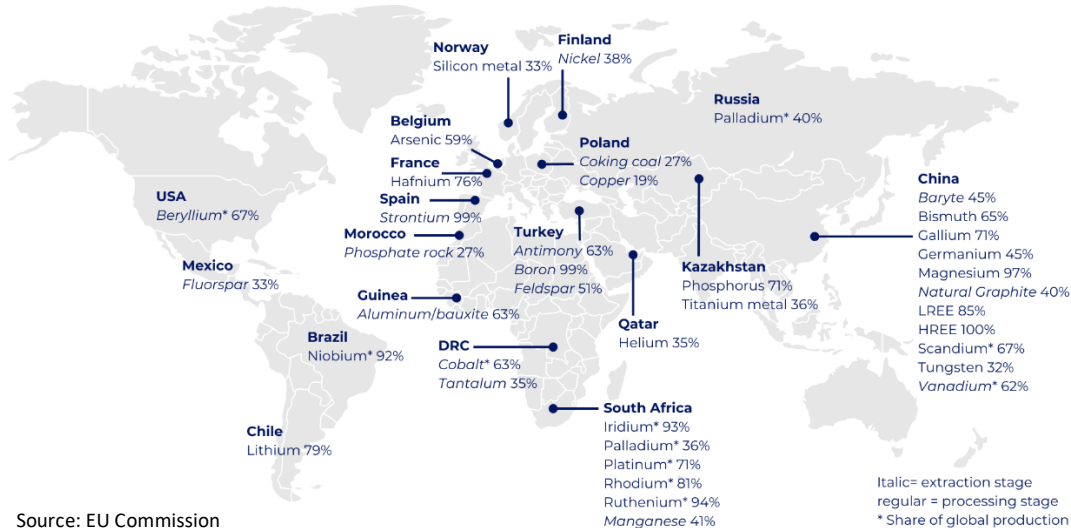 Norway
Silicon metal 33%
Finland
Nickel 38%
Russia
Palladium* 40%
Belgium
Arsenic 59%
France
Hafnium 76%
Spain
Strontium 99%
Morocco
Phosphate rock 27%
Poland
Coking coal 27%
Copper 19%
USA
Beryllium* 67%
Mexico
Fluorspar 33%
Turkey
Antimony 63%
Boron 99%
Feldspar 51%
Kazakhstan
Phosphorus 71%
Titanium metal 36%
China
Baryte 45%
Bismuth 65%
Gallium 71%
Germanium 45%
Magnesium 97%
Natural Graphite 40%
LREE 85%
HREE 100%
Scandium* 67%
Tungsten 32%
Vanadium* 62%
Guinea
Aluminum/bauxite 63%
Qatar
Helium 35%
Brazil
Niobium* 92%
DRC
Cobalt* 63%
Tantalum 35%
Chile
Lithium 79%
South Africa
Iridium* 93%
Palladium* 36%
Platinum* 71%
Rhodium* 81%
Ruthenium* 94%
Manganese 41%
Italic= extraction stage
regular = processing stage
* Share of global production
Source: EU Commission